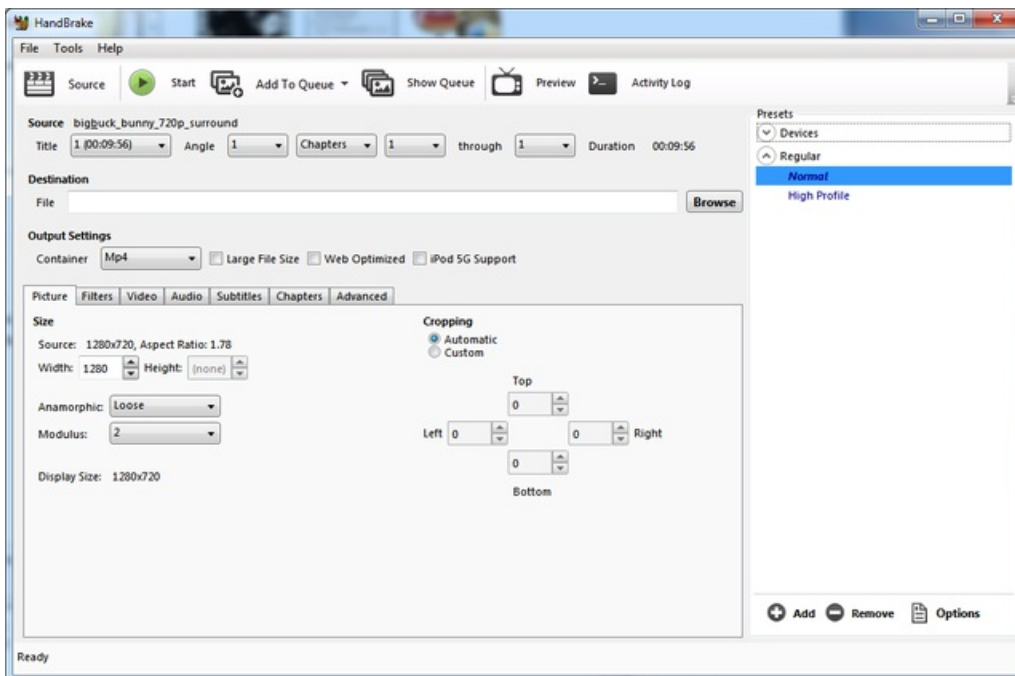 HandBrake
File Tools Help
Source Start Add To Queue Show Queue Preview Activity Log
Source bigbuck_bunny_720p_surround
Title 1 (00:09:56) Angle 1 Chapters 1 through 1 Duration 00:09:56
Destination
File Browse
Output Settings
Container Mp4 Large File Size Web Optimized iPod 5G Support
Picture Filters Video Audio Subtitles Chapters Advanced
Size
Source: 1280x720, Aspect Ratio: 1.78
Width: 1280 Height: (none)
Anamorphic: Loose
Modulus: 2
Display Size: 1280x720
Cropping
Automatic
Custom
Top
0
Left 0 0 Right
0
Bottom
Presets
Devices
Regular
Normal
High Profile
Add Remove Options
Ready